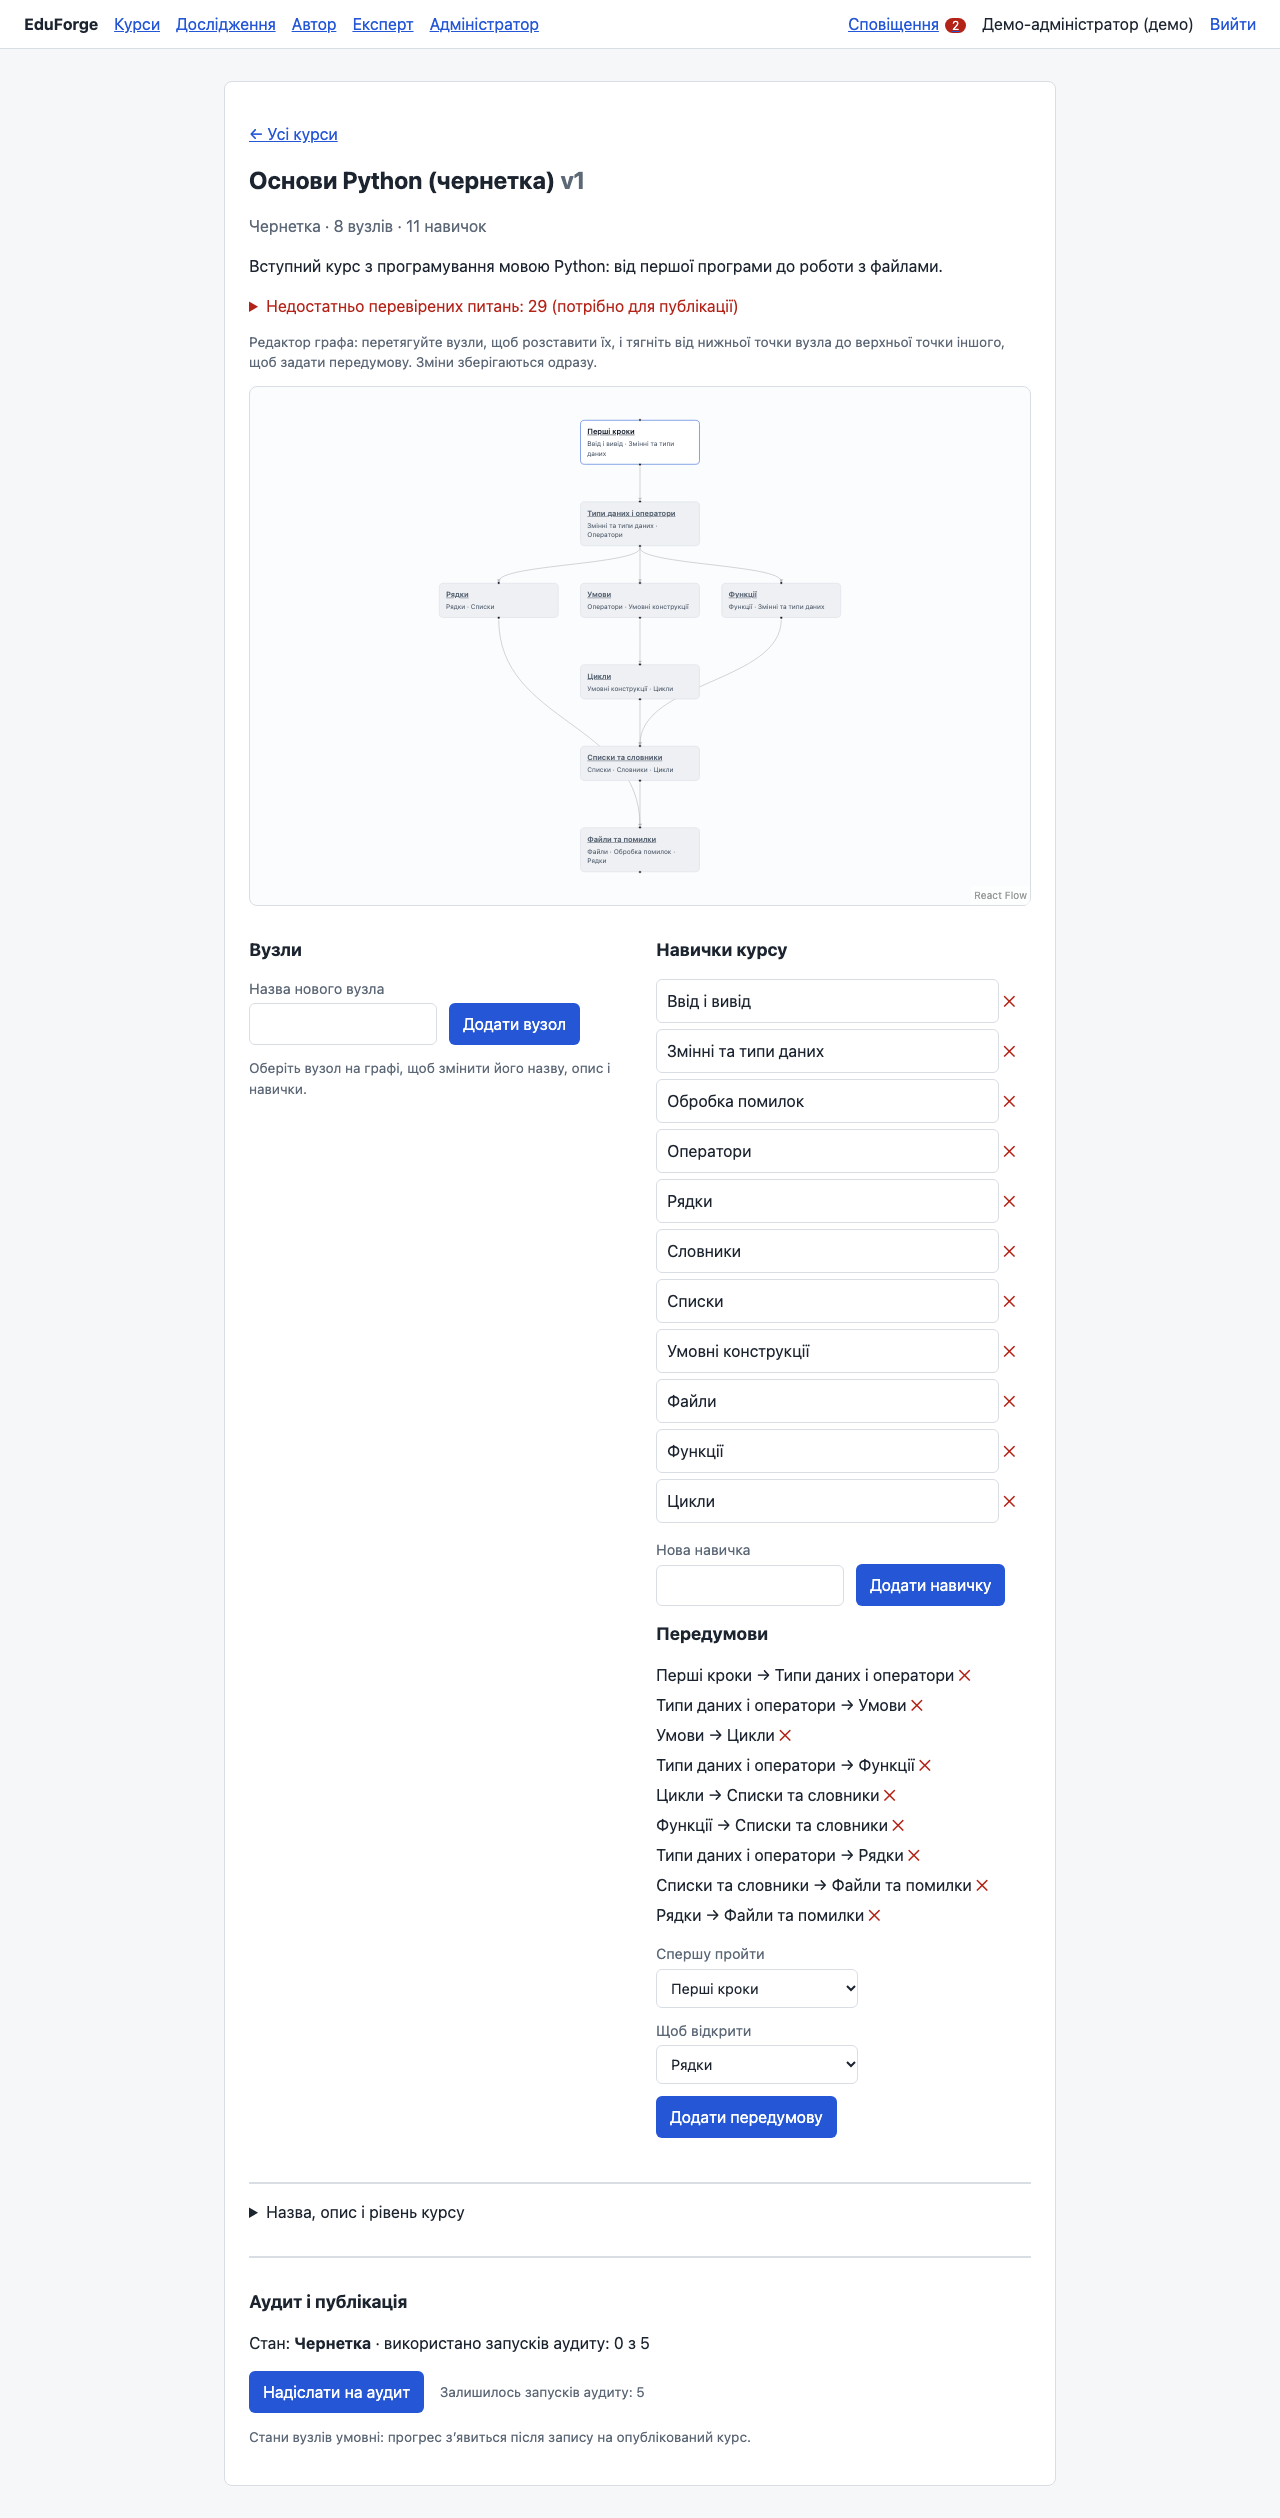 EduForge Курси Дослідження Автор Експерт Адміністратор Сповіщення 2 Демо-адміністратор (демо) Вийти
← Усі курси
Основи Python (чернетка) v1
Чернетка · 8 вузлів · 11 навичок
Вступний курс з програмування мовою Python: від першої програми до роботи з файлами.
Недостатньо перевірених питань: 29 (потрібно для публікації)
Редактор графа: перетягуйте вузли, щоб розставити їх, і тягніть від нижньої точки вузла до верхньої точки іншого,
щоб задати передумову. Зміни зберігаються одразу.
Перші кроки
Ввід і вивід · Змінні та типи
даних
Типи даних і оператори
Змінні та типи даних ·
Оператори
Рядки
Рядки · Списки
Умови
Оператори · Умовні конструкції
Функції
Функції · Змінні та типи даних
Цикли
Умовні конструкції · Цикли
Списки та словники
Списки · Словники · Цикли
Файли та помилки
Файли · Обробка помилок ·
Рядки
React Flow
Вузли
Назва нового вузла
Додати вузол
Оберіть вузол на графі, щоб змінити його назву, опис і
навички.
Навички курсу
Ввід і вивід
Змінні та типи даних
Обробка помилок
Оператори
Рядки
Словники
Списки
Умовні конструкції
Файли
Функції
Цикли
Нова навичка
Додати навичку
Передумови
Перші кроки → Типи даних і оператори
Типи даних і оператори → Умови
Умови → Цикли
Типи даних і оператори → Функції
Цикли → Списки та словники
Функції → Списки та словники
Типи даних і оператори → Рядки
Списки та словники → Файли та помилки
Рядки → Файли та помилки
Спершу пройти
Перші кроки
Щоб відкрити
Рядки
Додати передумову
Назва, опис і рівень курсу
Аудит і публікація
Стан: Чернетка · використано запусків аудиту: 0 з 5
Надіслати на аудит Залишилось запусків аудиту: 5
Стани вузлів умовні: прогрес з’явиться після запису на опублікований курс.